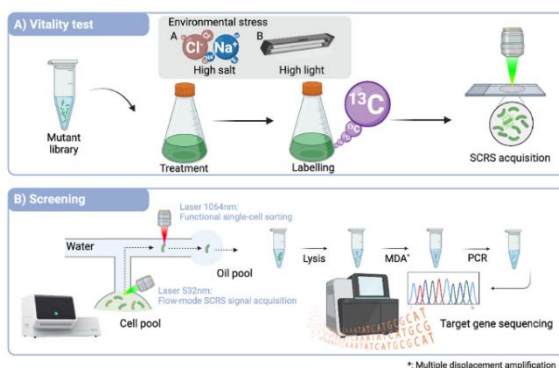 A) Vitality test
Environmental stress
A
B
Cl-
Na+
High salt
High light
13C
Mutant
library
Treatment
Labelling
SCRS acquisition
B) Screening
Laser 1064nm:
Functional single-cell sorting
Water
Oil pool
Lysis
MDA*
PCR
Laser 532nm:
Flow-mode SCRS signal acquisition
Cell pool
Target gene sequencing
*: Multiple displacement amplification